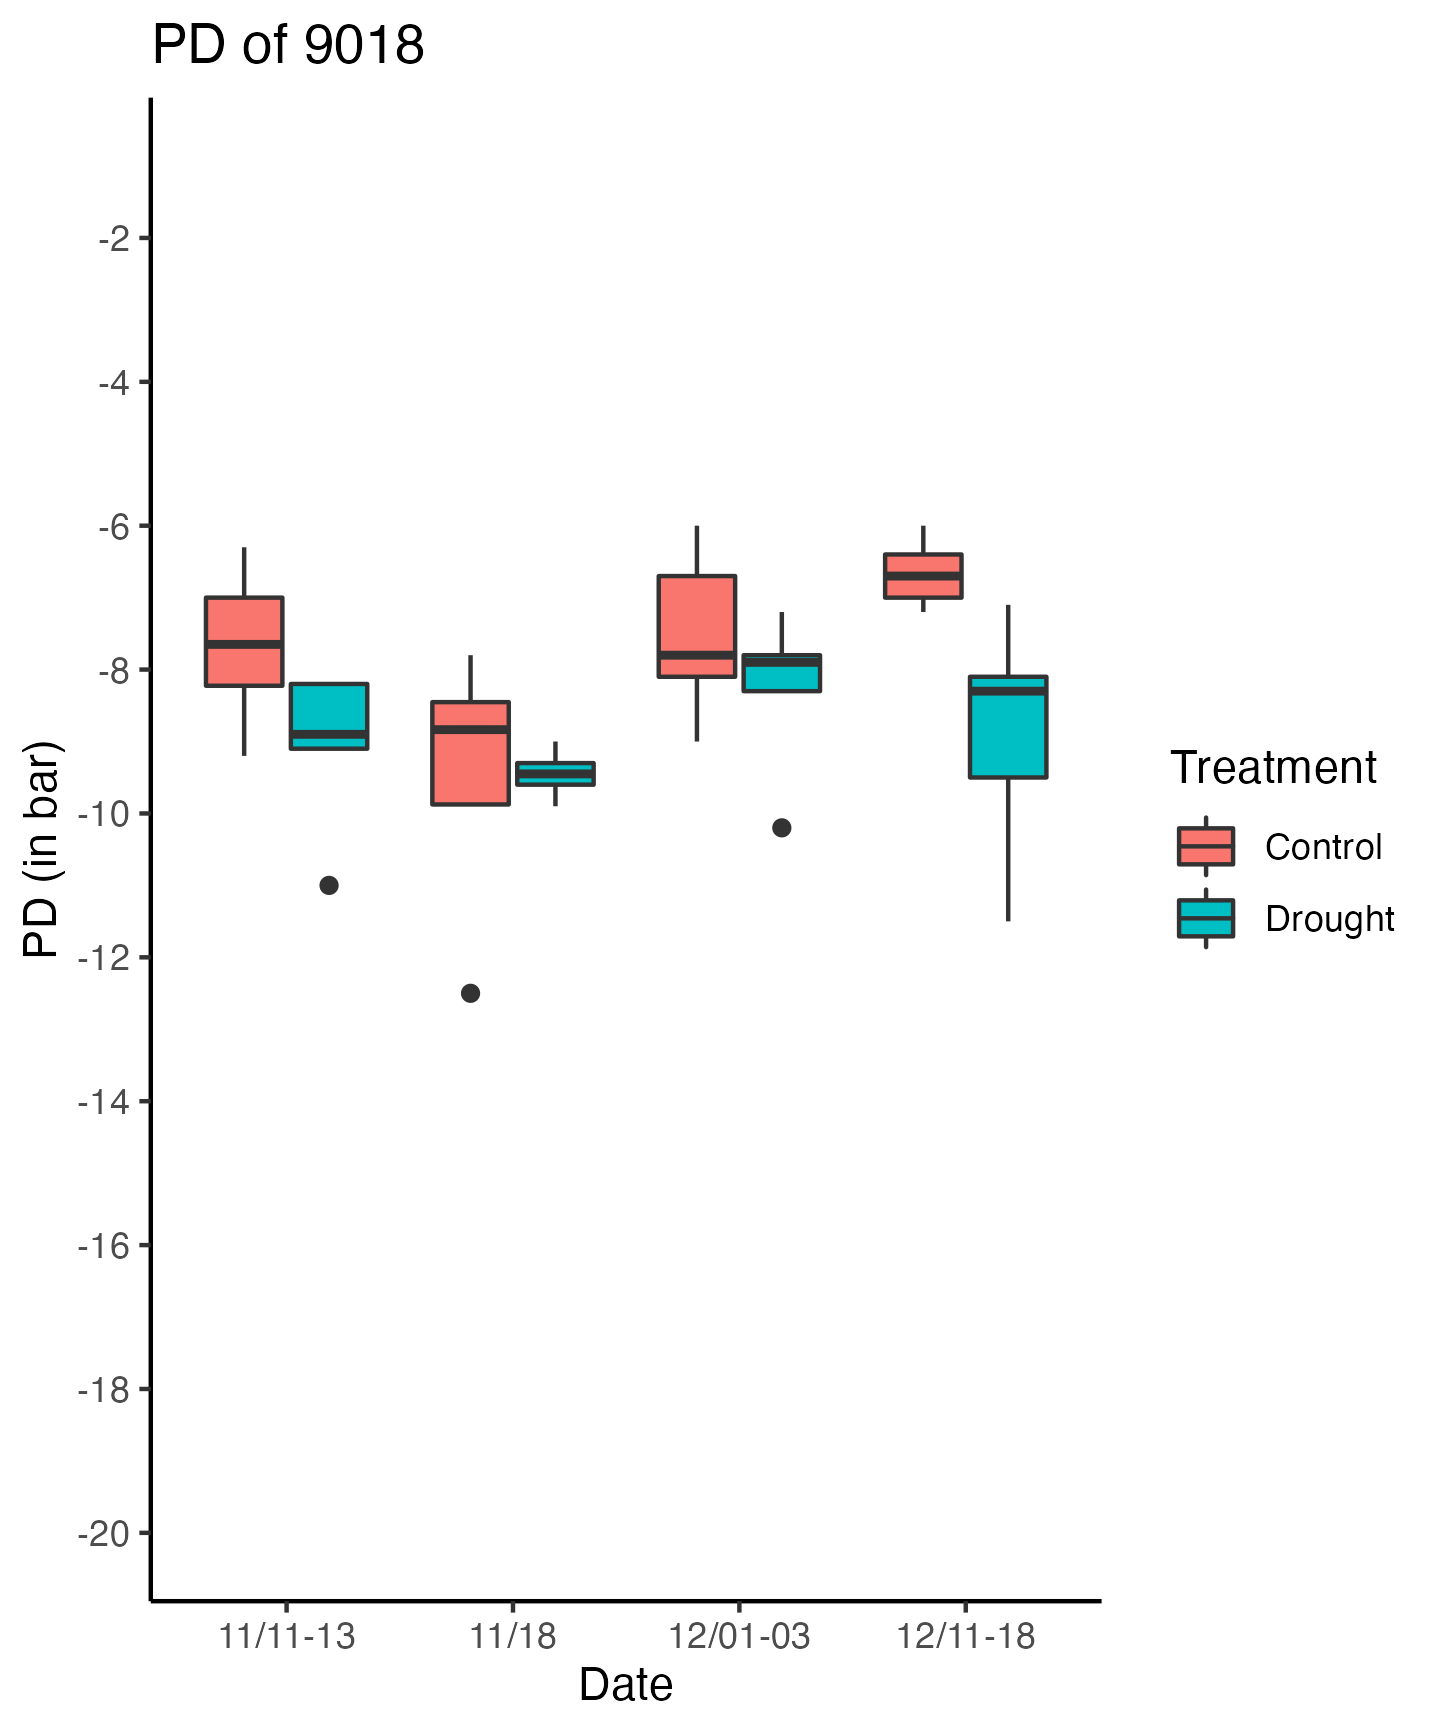 PD of 9018
PD (in bar)
-2
-4
-6
-8
-10
-12
-14
-16
-18
-20
11/11-13
11/18
12/01-03
12/11-18
Date
Treatment
Control
Drought